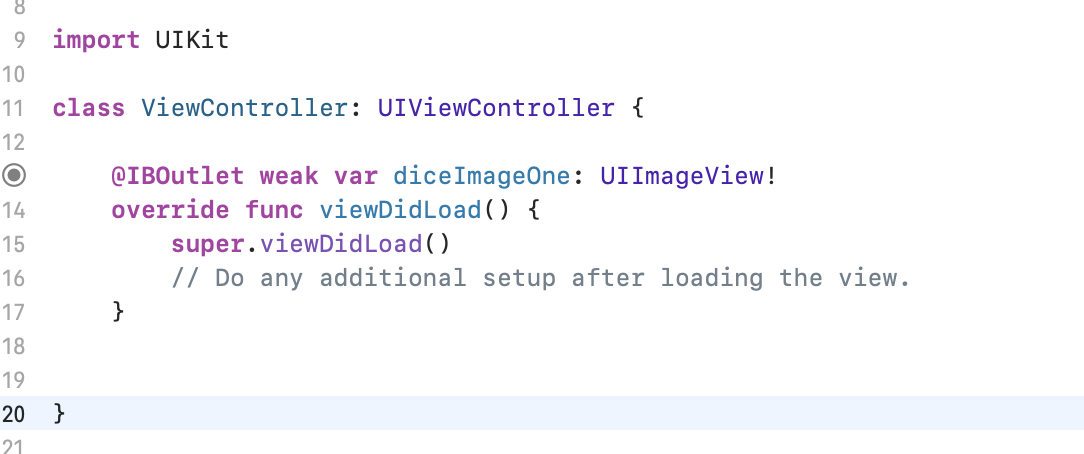 8
9 import UIKit
10
11 class ViewController: UIViewController {
12
@IBOutlet weak var diceImageOne: UIImageView!
14 override func viewDidLoad() {
15 super.viewDidLoad()
16 // Do any additional setup after loading the view.
17 }
18
19
20 }
21